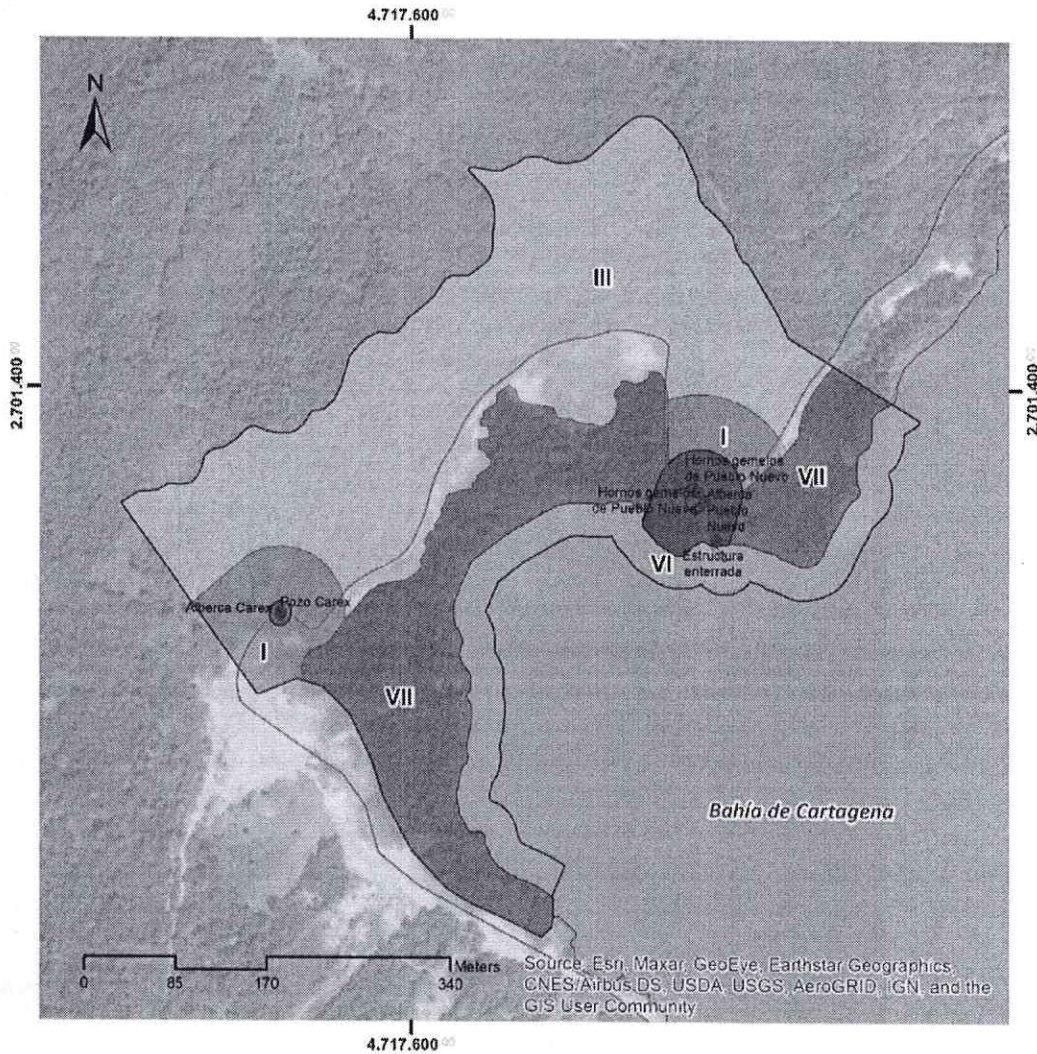 4.717.600
N
III
2.701.400
2.701.400
I
Hornos gemelos
de Pueblo Nuevo
VII
Hornos gemelos
de Pueblo Nuevo
Alberca
Pueblo
Nuevo
VI
Estructura
enterrada
Alberca Carex
Pozo Carex
I
VII
Bahía de Cartagena
Meters
0 85 170 340
Source, Esri, Maxar, GeoEye, Earthstar Geographics,
CNES/Airbus DS, USDA, USGS, AeroGRID, IGN, and the
GIS User Community
4.717.600